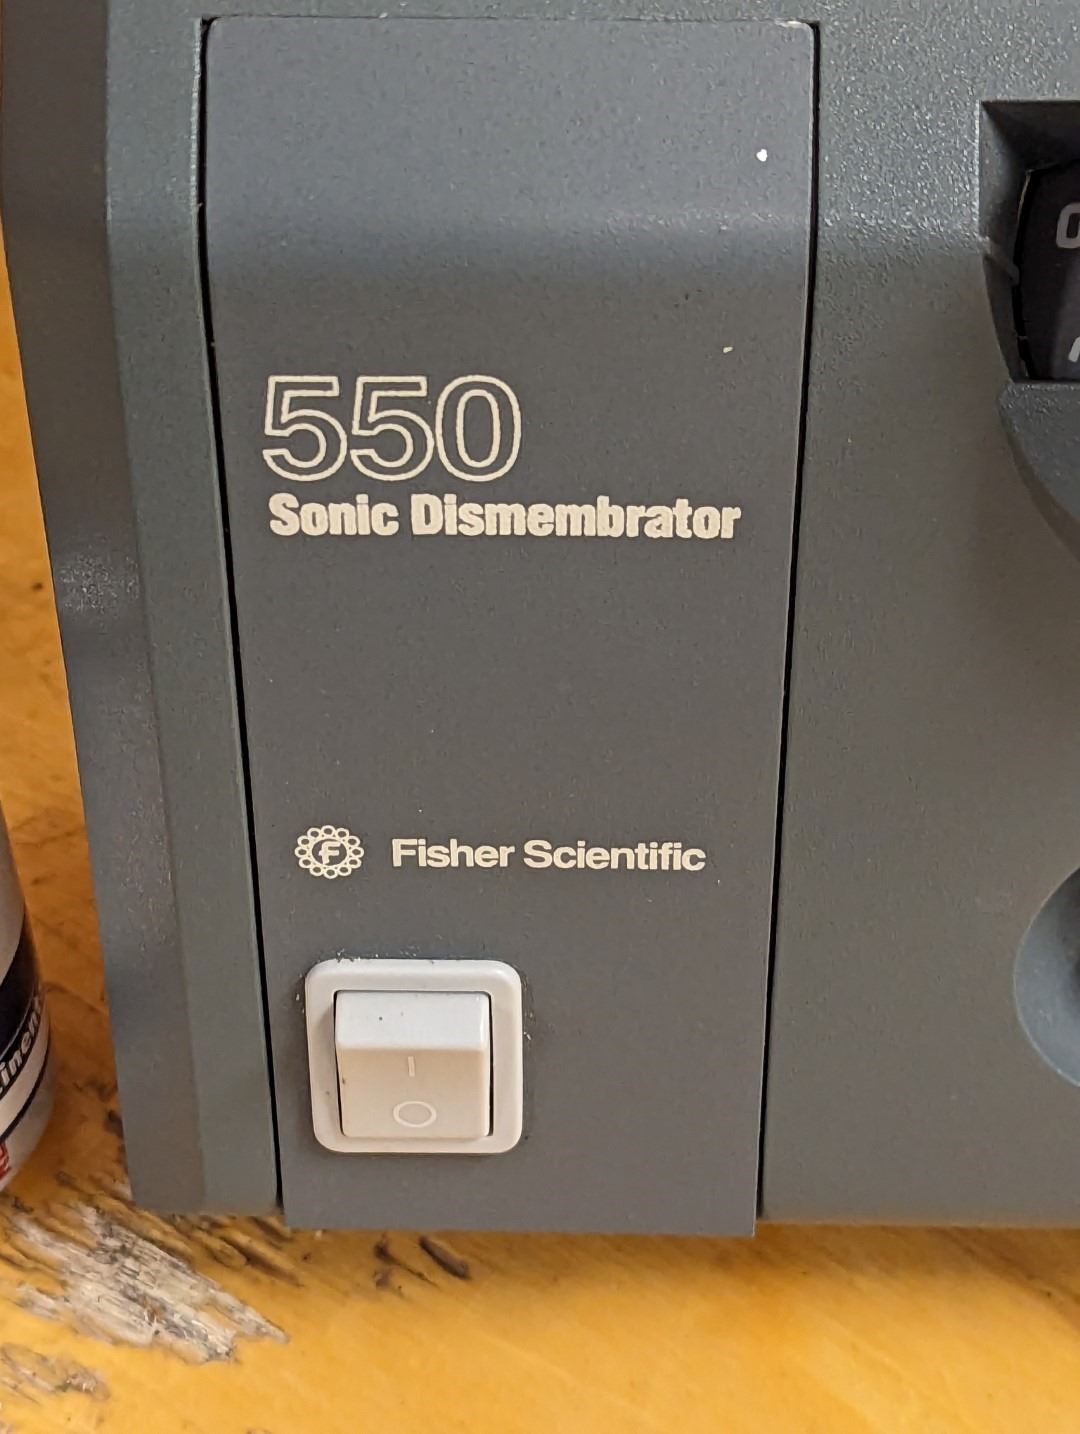 550
Sonic Dismembrator
Fisher Scientific